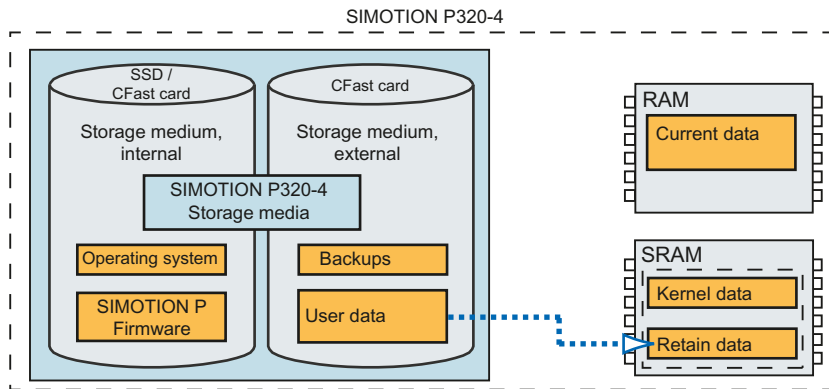 SIMOTION P320-4
SSD /
CFast card
Storage medium,
internal
CFast card
Storage medium,
external
SIMOTION P320-4
Storage media
Operating system
SIMOTION P
Firmware
Backups
User data
RAM
Current data
SRAM
Kernel data
Retain data